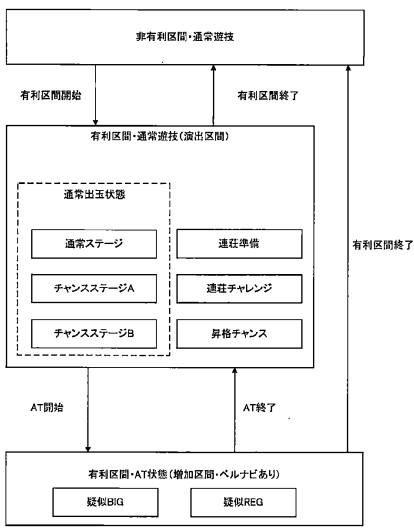 非有利区間・通常遊技
有利区間開始
有利区間終了
有利区間・通常遊技(演出区間)
通常出玉状態
通常ステージ
連荘準備
有利区間終了
チャンスステージA
連荘チャレンジ
チャンスステージB
昇格チャンス
AT開始
AT終了
有利区間・AT状態(増加区間・ベルナビあり)
疑似BIG
疑似REG